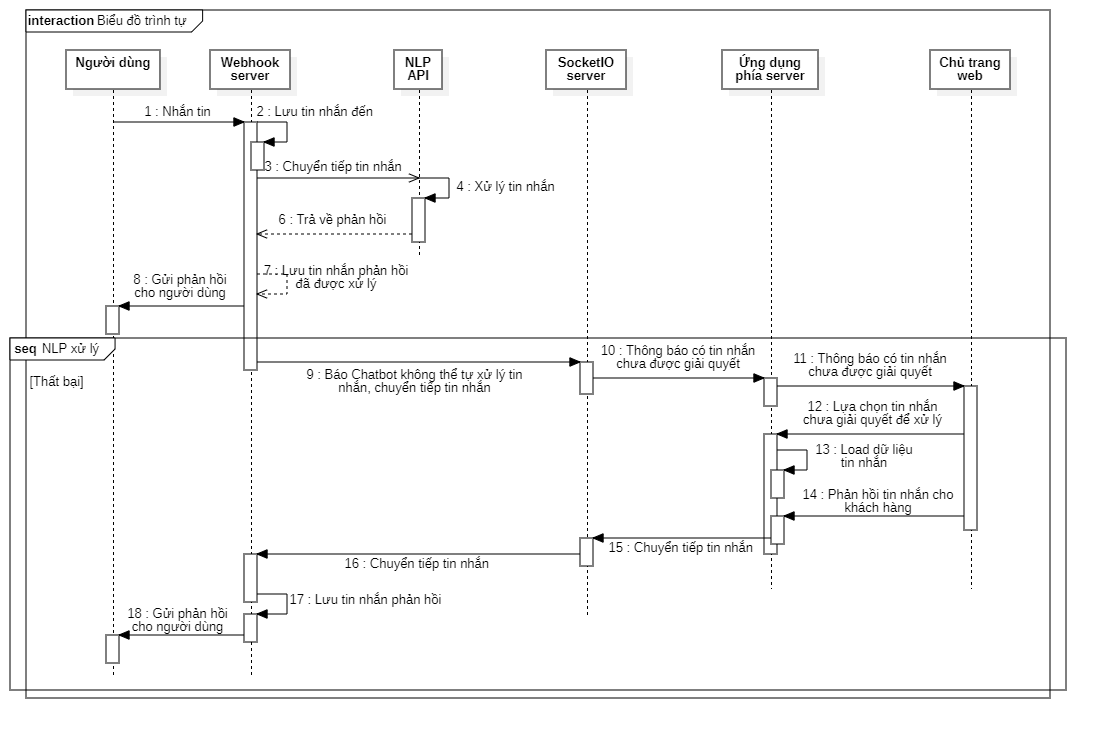 interaction Biểu đồ trình tự
Người dùng
Webhook
server
NLP
API
SocketIO
server
Ứng dụng
phía server
Chủ trang
web
1 : Nhắn tin
2 : Lưu tin nhắn đến
3 : Chuyển tiếp tin nhắn
4 : Xử lý tin nhắn
6 : Trả về phản hồi
7 : Lưu tin nhắn phản hồi
đã được xử lý
8 : Gửi phản hồi
cho người dùng
seq NLP xử lý
[Thất bại]
9 : Báo Chatbot không thể tự xử lý tin
nhắn, chuyển tiếp tin nhắn
10 : Thông báo có tin nhắn
chưa được giải quyết
11 : Thông báo có tin nhắn
chưa được giải quyết
12 : Lựa chọn tin nhắn
chưa giải quyết để xử lý
13 : Load dữ liệu
tin nhắn
14 : Phản hồi tin nhắn cho
khách hàng
15 : Chuyển tiếp tin nhắn
16 : Chuyển tiếp tin nhắn
17 : Lưu tin nhắn phản hồi
18 : Gửi phản hồi
cho người dùng